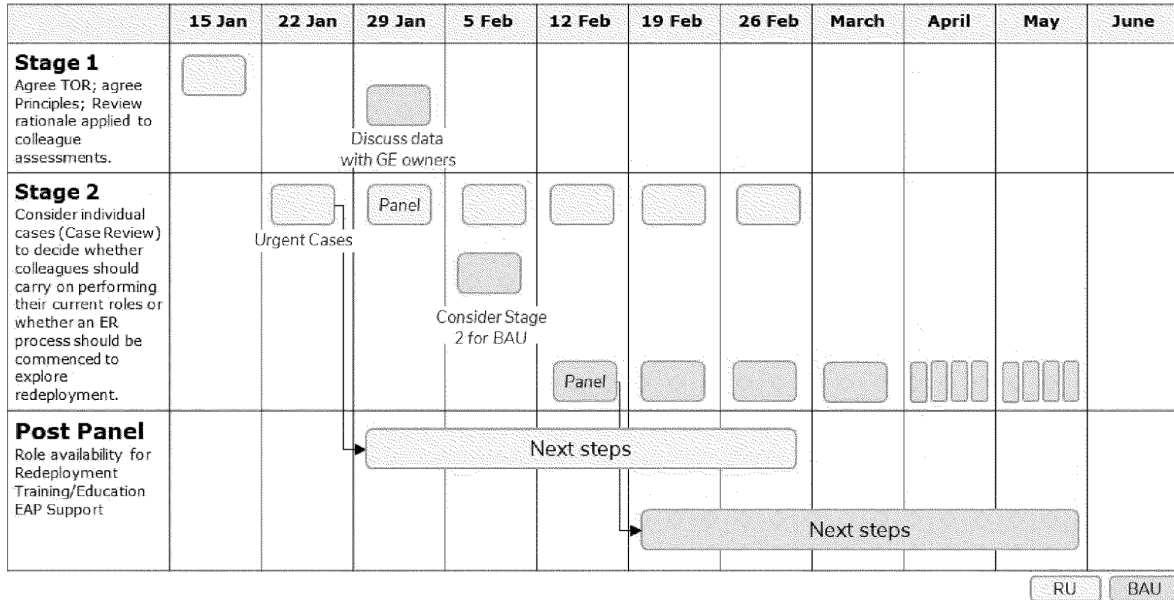 15 Jan 22 Jan 29 Jan 5 Feb 12 Feb 19 Feb 26 Feb March April May June
Stage 1
Agree TOR; agree
Principles; Review
rationale applied to
colleague
assessments.
Discuss data
with GE owners
Stage 2
Consider individual
cases (Case Review)
to decide whether
colleagues should
carry on performing
their current roles or
whether an ER
process should be
commenced to
explore
redeployment.
Urgent Cases
Panel
Consider Stage
2 for BAU
Panel
Post Panel
Role availability for
Redeployment
Training/Education
EAP Support
Next steps
Next steps
RU BAU